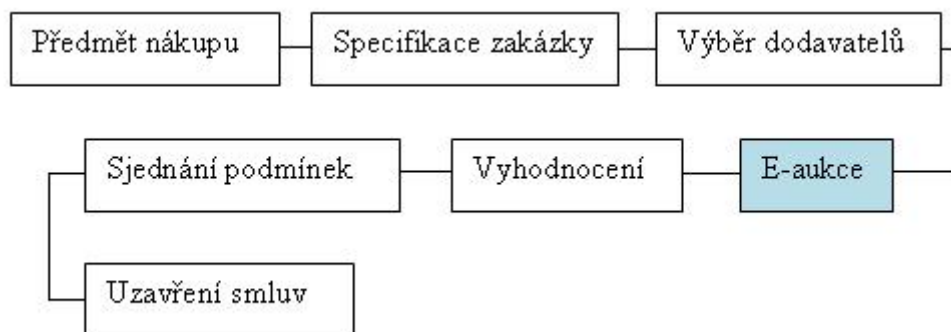 Předmět nákupu
Specifikace zakázky
Výběr dodavatelů
Sjednání podmínek
Vyhodnocení
E-aukce
Uzavření smluv